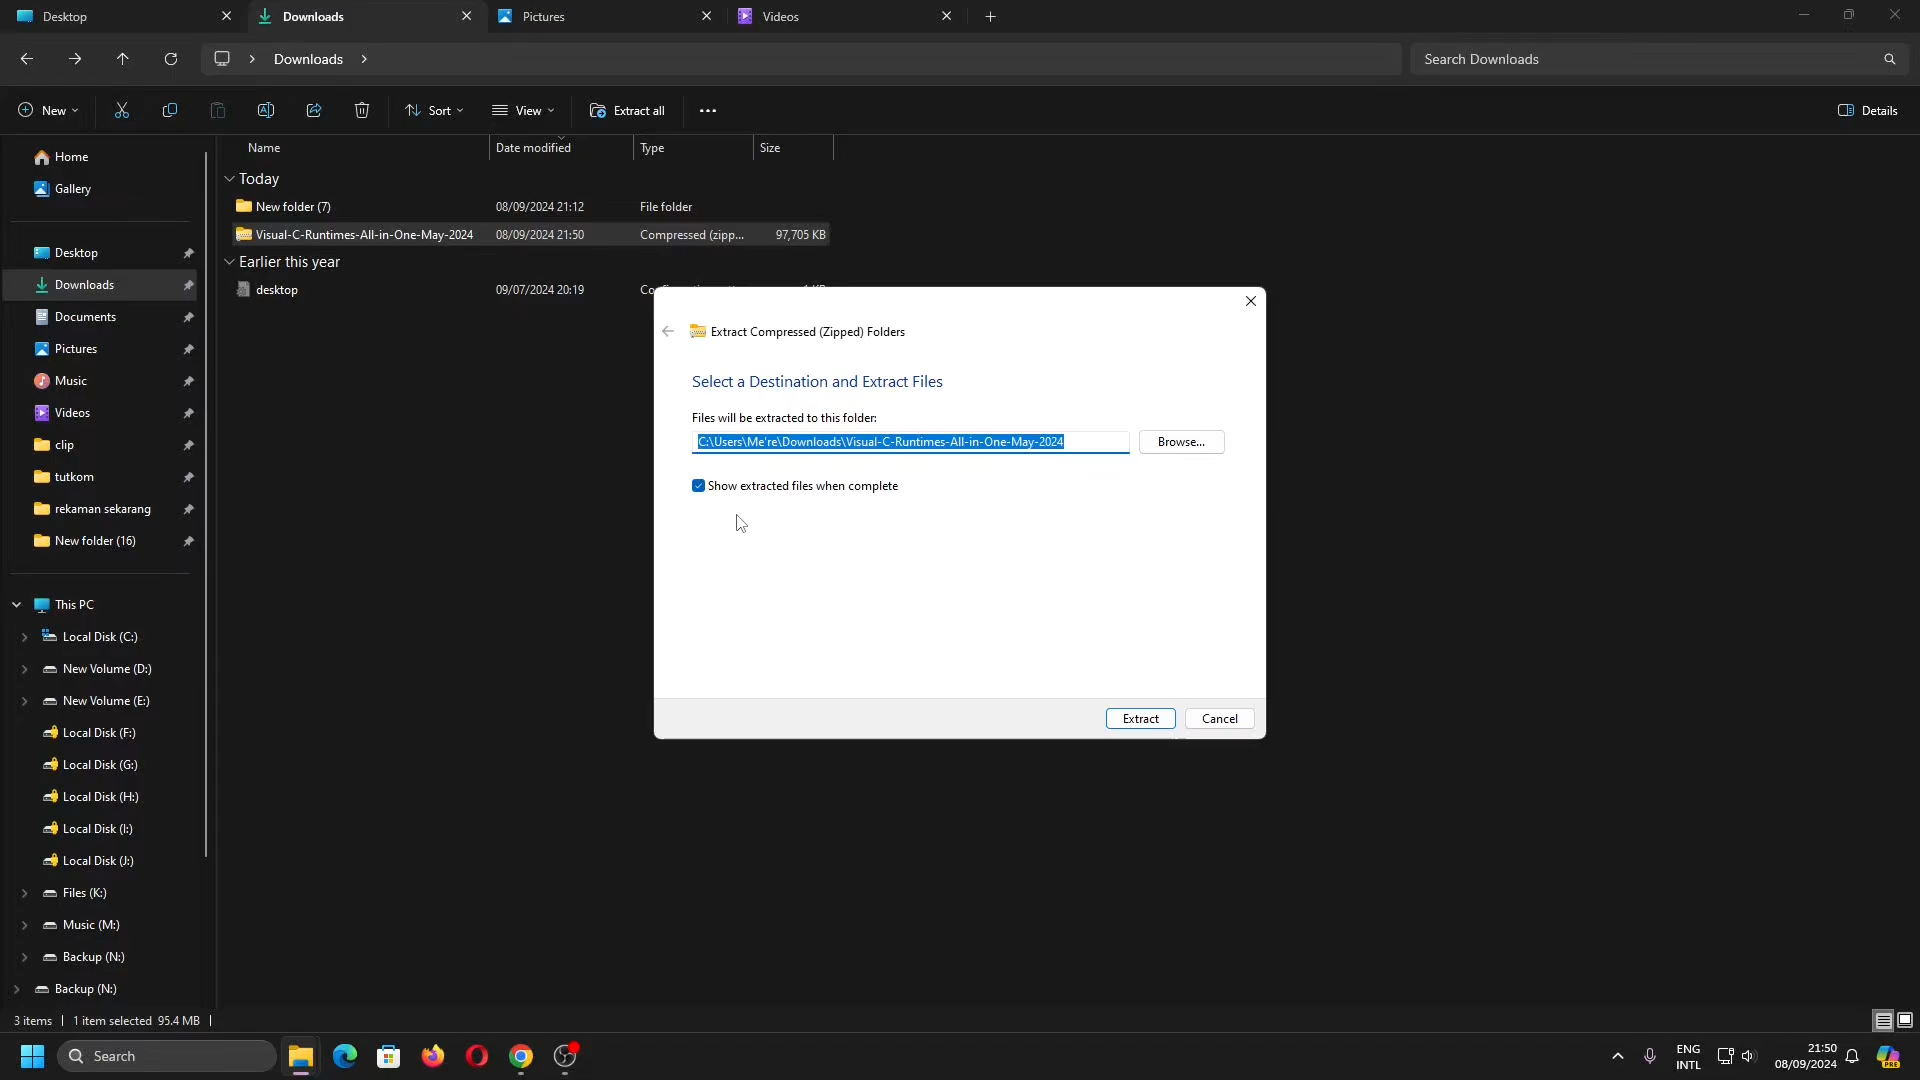 Desktop
Downloads
Pictures
Videos
Downloads
Search Downloads
New
Sort
View
Extract all
Details
Name
Date modified
Type
Size
Home
Gallery
Desktop
Downloads
Documents
Pictures
Music
Videos
clip
tutkom
rekaman sekarang
New folder (16)
This PC
Local Disk (C:)
New Volume (D:)
New Volume (E:)
Local Disk (F:)
Local Disk (G:)
Local Disk (H:)
Local Disk (I:)
Local Disk (J:)
Files (K:)
Music (M:)
Backup (N:)
Backup (N:)
Today
New folder (7) 08/09/2024 21:12 File folder
Visual-C-Runtimes-All-in-One-May-2024 08/09/2024 21:50 Compressed (zipp... 97,705 KB
Earlier this year
desktop 09/07/2024 20:19
Extract Compressed (Zipped) Folders
Select a Destination and Extract Files
Files will be extracted to this folder:
C:\Users\Me're\Downloads\Visual-C-Runtimes-All-in-One-May-2024
Browse...
Show extracted files when complete
Extract
Cancel
3 items
1 item selected 95.4 MB
Search
ENG
INTL
21:50
08/09/2024
PRE